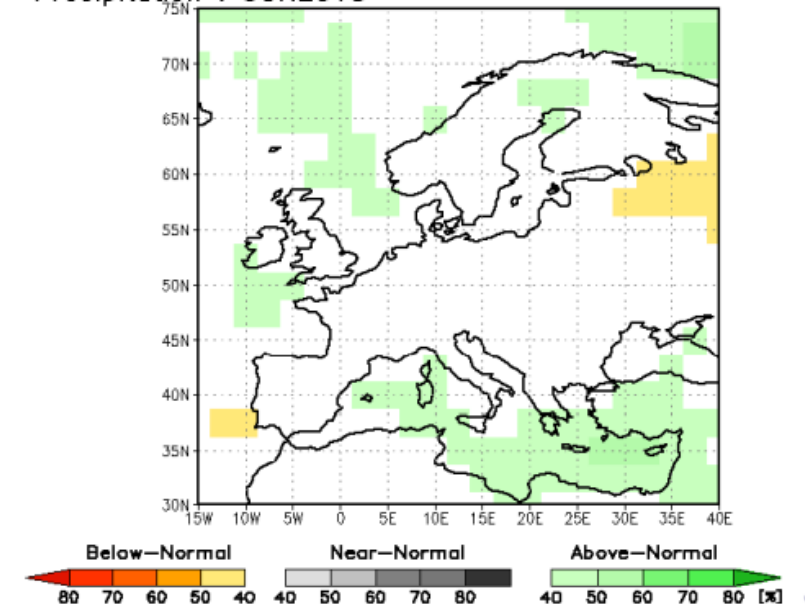 75N
70N
65N
60N
55N
50N
45N
40N
35N
30N
15W 10W 5W 0 5E 10E 15E 20E 25E 30E 35E 40E
Below–Normal Near–Normal Above–Normal
80 70 60 50 40 40 50 60 70 80 40 50 60 70 80 [%]